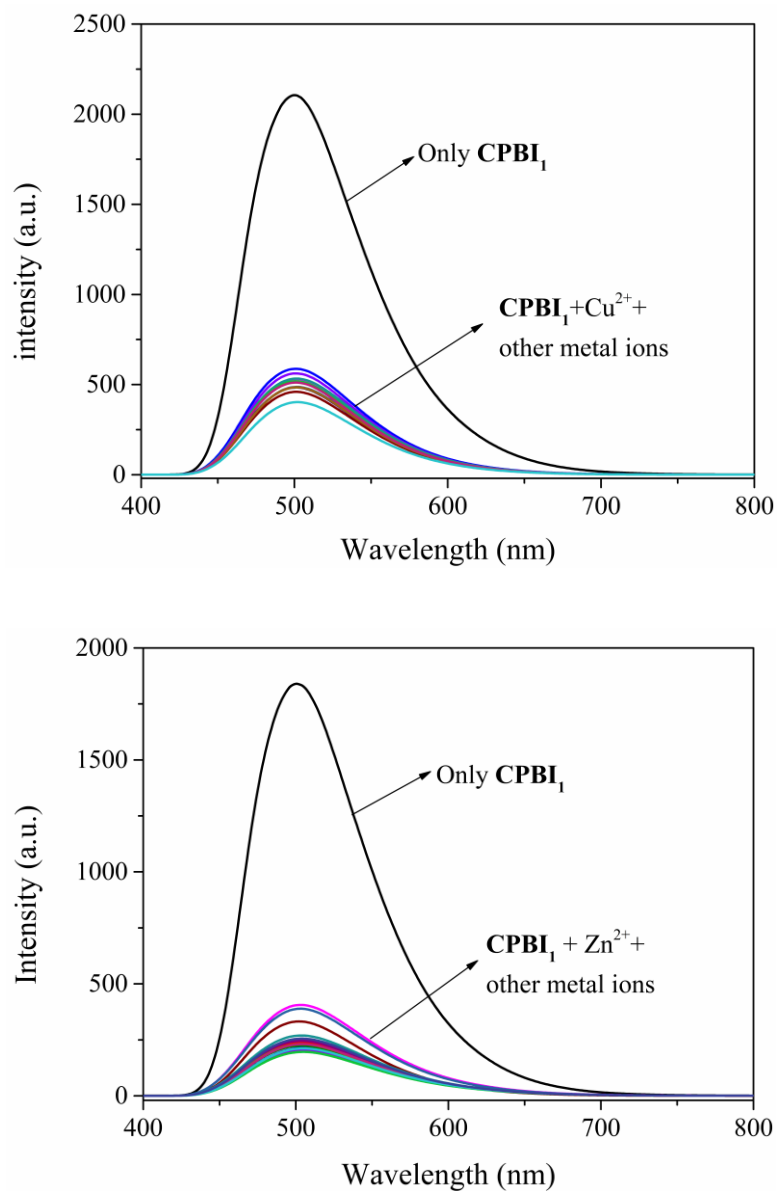 2500
2000
1500
1000
500
0
intensity (a.u.)
Only CPBI₁
CPBI₁+Cu²⁺+
other metal ions
400 500 600 700 800
Wavelength (nm)
2000
1500
1000
500
0
Intensity (a.u.)
Only CPBI₁
CPBI₁ + Zn²⁺+
other metal ions
400 500 600 700 800
Wavelength (nm)